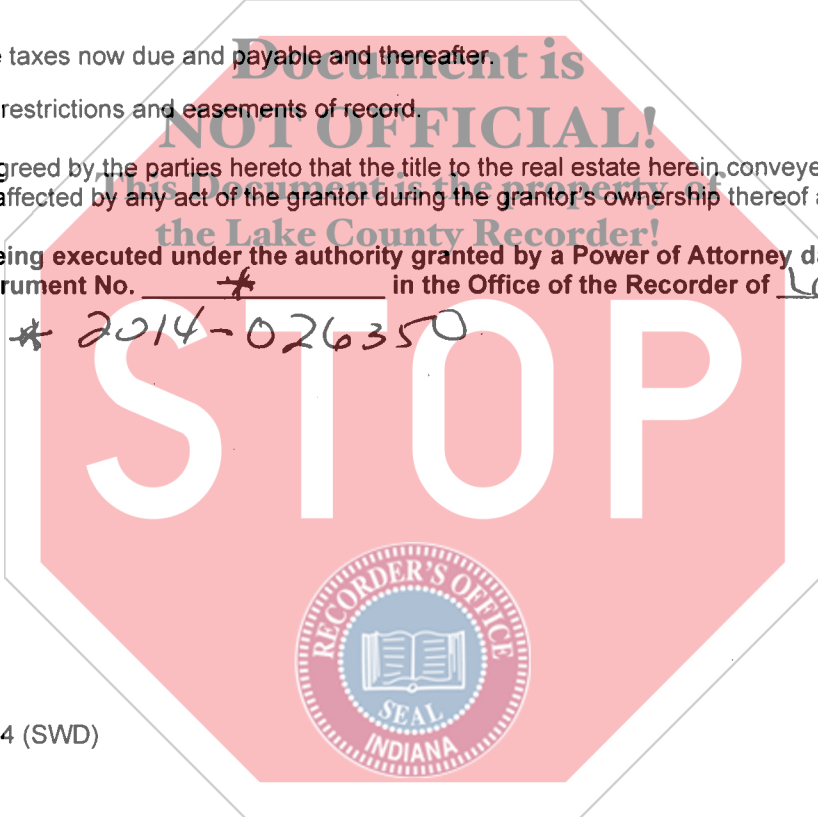 taxes now due and payable and thereafter.
Document is
restrictions and easements of record.
NOT OFFICIAL!
greed by the parties hereto that the title to the real estate herein conveye
This Document is the property of
affected by any act of the grantor during the grantor's ownership thereof a
the Lake County Recorder!
eing executed under the authority granted by a Power of Attorney da
rument No. * in the Office of the Recorder of
* 2014-026350
STOP
RECORDER'S OFFICE
SEAL
INDIANA
4 (SWD)